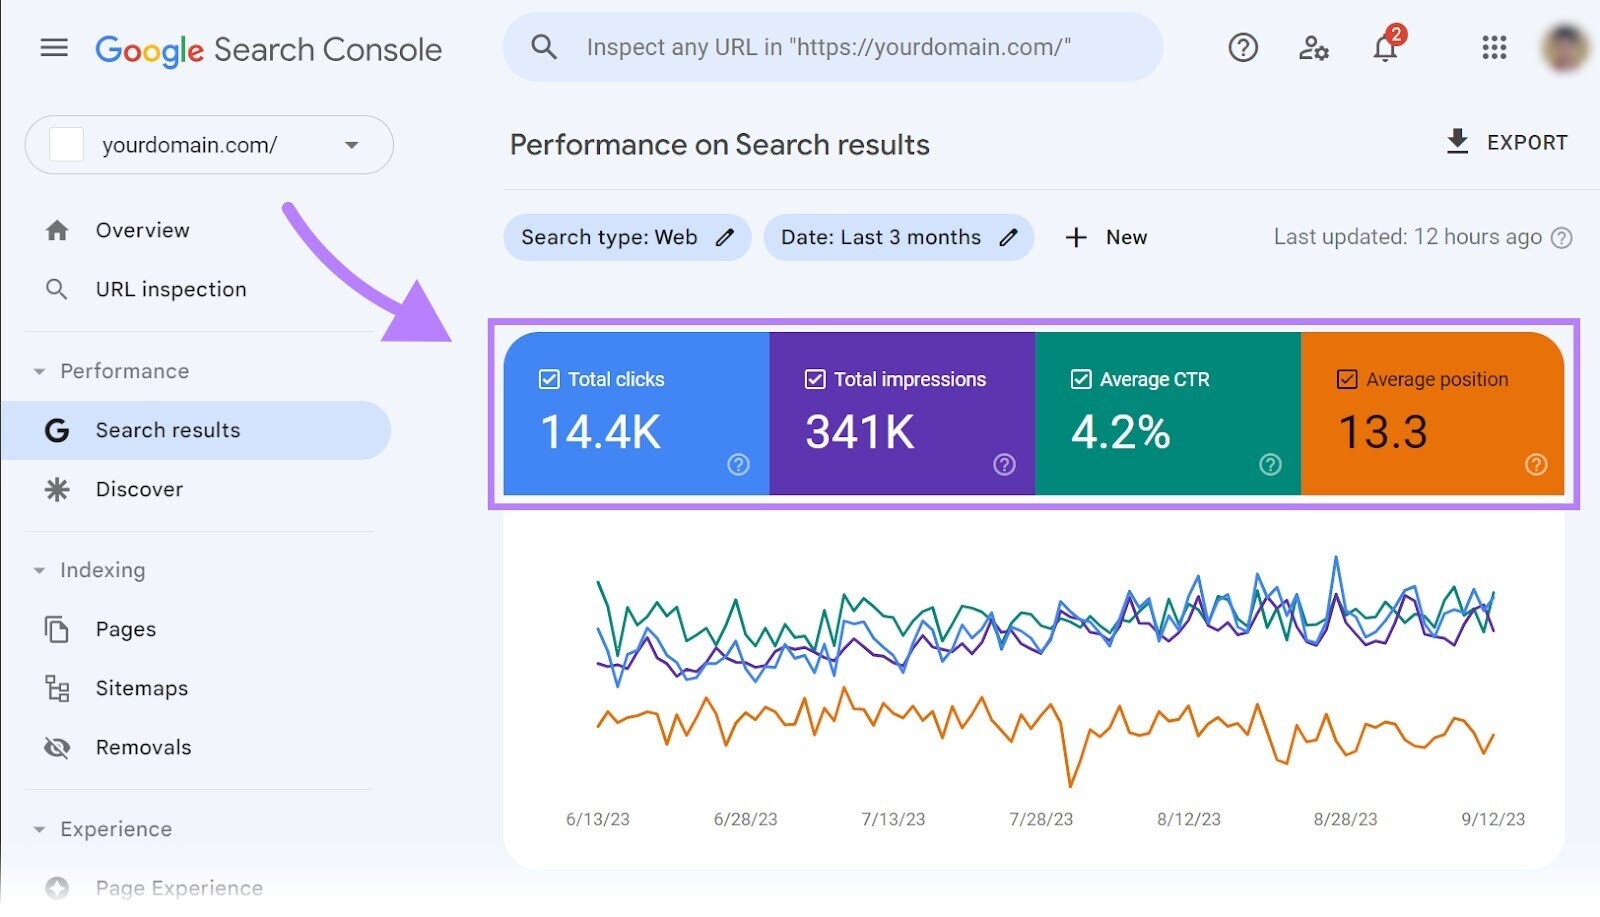 Google Search Console
Inspect any URL in "https://yourdomain.com/"
2
yourdomain.com/
Performance on Search results
EXPORT
Overview
URL inspection
Performance
Search results
Discover
Indexing
Pages
Sitemaps
Removals
Experience
Page Experience
Search type: Web
Date: Last 3 months
New
Last updated: 12 hours ago
Total clicks
14.4K
Total impressions
341K
Average CTR
4.2%
Average position
13.3
6/13/23
6/28/23
7/13/23
7/28/23
8/12/23
8/28/23
9/12/23